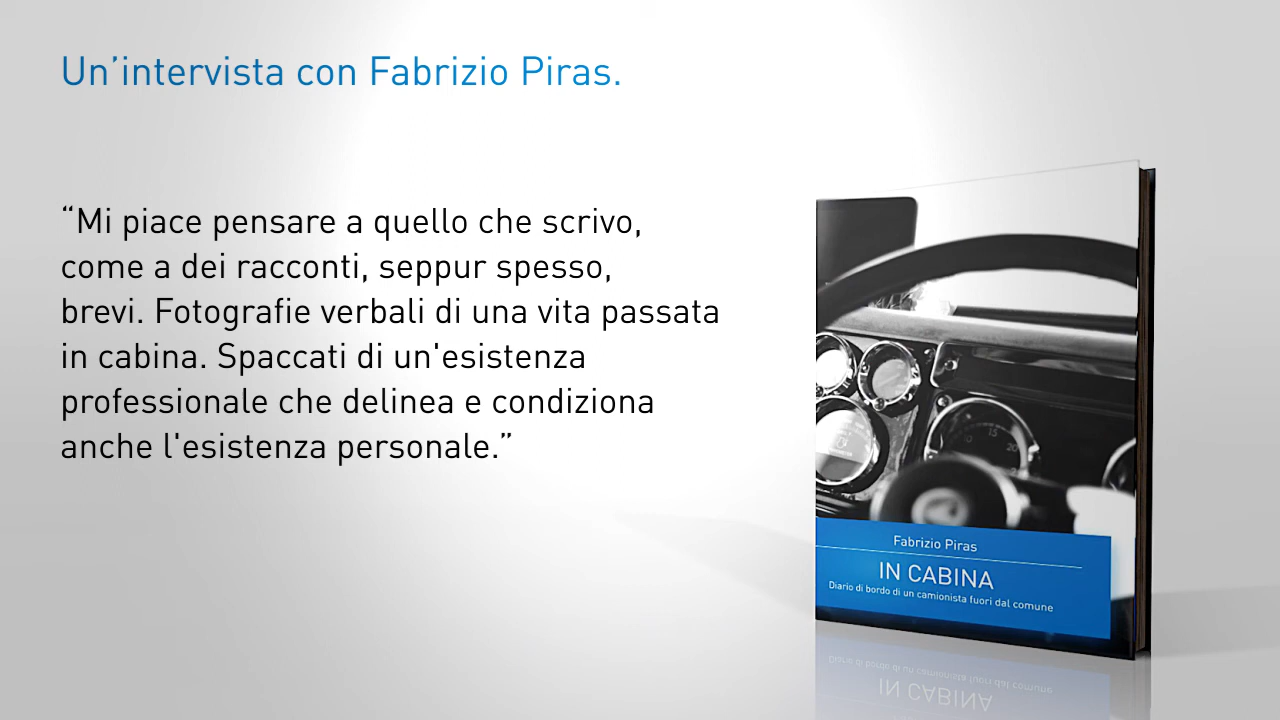 Un’intervista con Fabrizio Piras.
“Mi piace pensare a quello che scrivo,
come a dei racconti, seppur spesso,
brevi. Fotografie verbali di una vita passata
in cabina. Spaccati di un'esistenza
professionale che delinea e condiziona
anche l'esistenza personale.”
Fabrizio Piras
IN CABINA
Diario di bordo di un camionista fuori dal comune